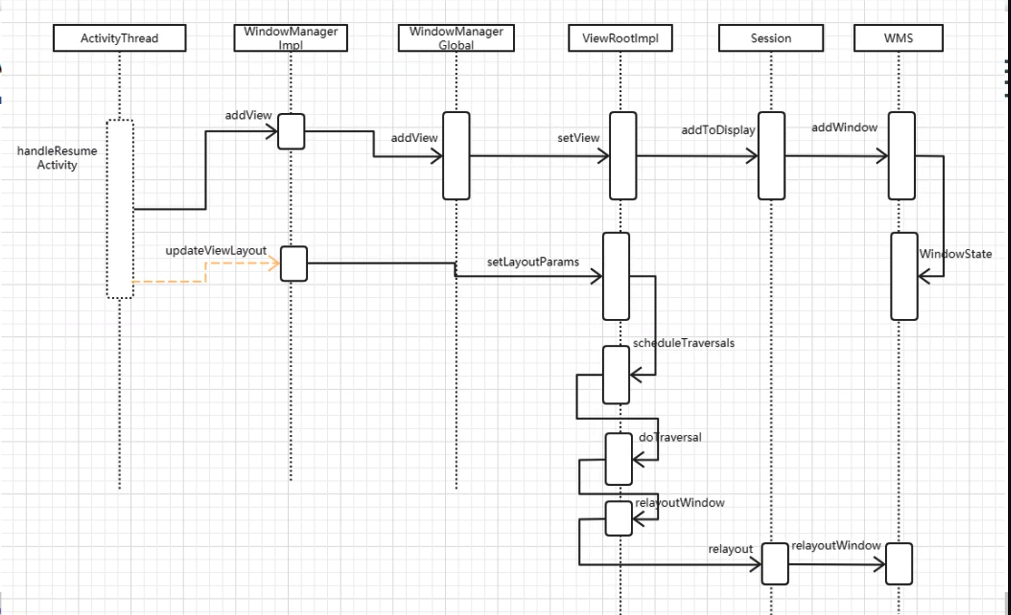 ActivityThread
WindowManager
Impl
WindowManager
Global
ViewRootImpl
Session
WMS
handleResume
Activity
addView
addView
setView
addToDisplay
addWindow
WindowState
updateViewLayout
setLayoutParams
scheduleTraversals
doTraversal
relayoutWindow
relayout
relayoutWindow